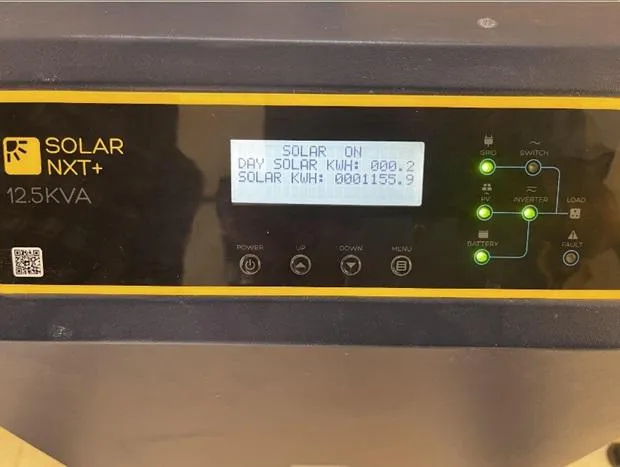 SOLAR
NXT+
12.5KVA
SOLAR ON
DAY SOLAR KWH: 000.2
SOLAR KWH: 0001155.9
POWER
UP
DOWN
MENU
GRID
SWITCH
PV
INVERTER
LOAD
BATTERY
FAULT